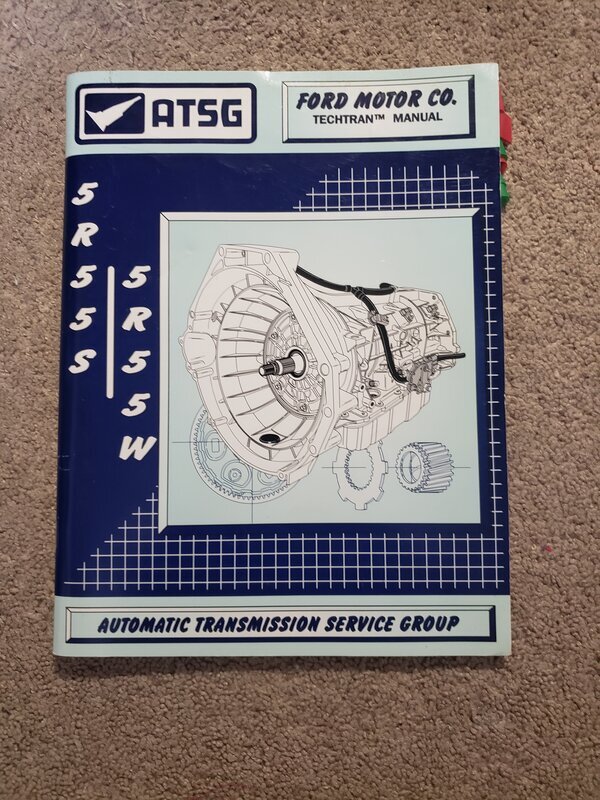 ATSG
FORD MOTOR CO.
TECHTRAN™ MANUAL
5R55S
5R55W
AUTOMATIC TRANSMISSION SERVICE GROUP